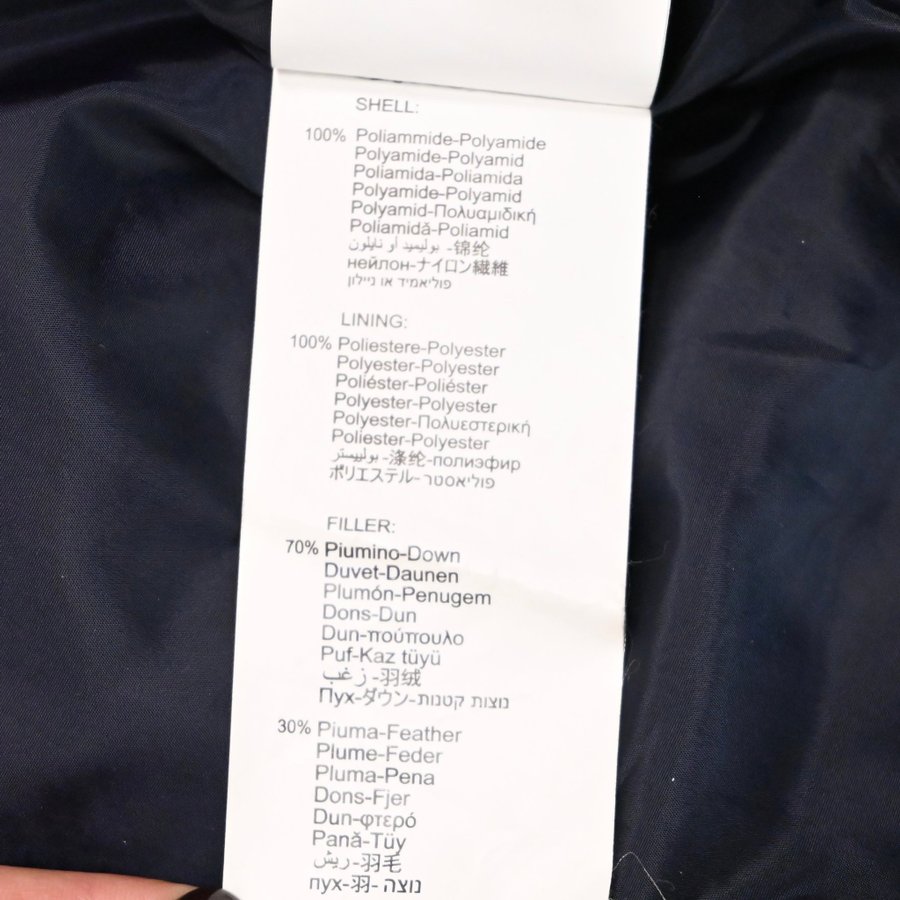 SHELL:
100% Poliammide-Polyamide
Polyamide-Polyamid
Poliamida-Poliamida
Polyamide-Polyamid
Polyamid-Πολυαμιδική
Poliamidă-Poliamid
بوليميد أو نايلون -锦纶
нейлон-ナイロン繊維
פוליאמיד או ניילון
LINING:
100% Poliestere-Polyester
Polyester-Polyester
Poliéster-Poliéster
Polyester-Polyester
Polyester-Πολυεστερική
Poliester-Polyester
بوليستر -涤纶-полиэфир
ポリエステル-פוליאסטר
FILLER:
70% Piumino-Down
Duvet-Daunen
Plumón-Penugem
Dons-Dun
Dun-πούπουλο
Puf-Kaz tüyü
زغب -羽绒
Пух-ダウン-נוצות קטנות
30% Piuma-Feather
Plume-Feder
Pluma-Pena
Dons-Fjer
Dun-φτερό
Pană-Tüy
ريش-羽毛
пух-羽- נוצה